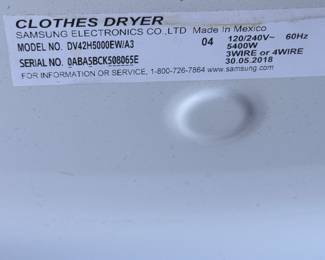 CLOTHES DRYER
SAMSUNG ELECTRONICS CO.,LTD Made In Mexico
MODEL NO. DV42H5000EW/A3 04 120/240V~ 60Hz
5400W
SERIAL NO. 0ABA5BCK508065E 3WIRE or 4WIRE
30.05.2018
FOR INFORMATION OR SERVICE, 1-800-726-7864 www.samsung.com